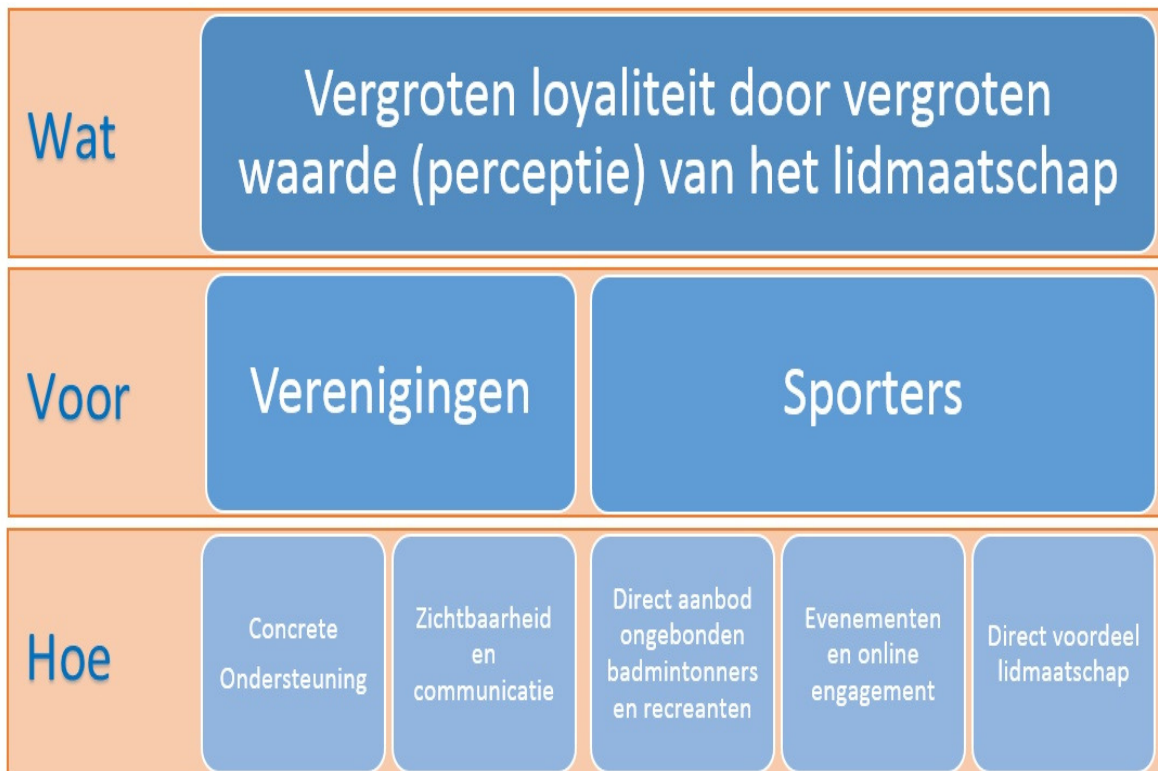 Wat
Vergroten loyaliteit door vergroten
waarde (perceptie) van het lidmaatschap
Voor
Verenigingen
Sporters
Hoe
Concrete
Ondersteuning
Zichtbaarheid
en
communicatie
Direct aanbod
ongebonden
badmintonners
en recreanten
Evenementen
en online
engagement
Direct voordeel
lidmaatschap